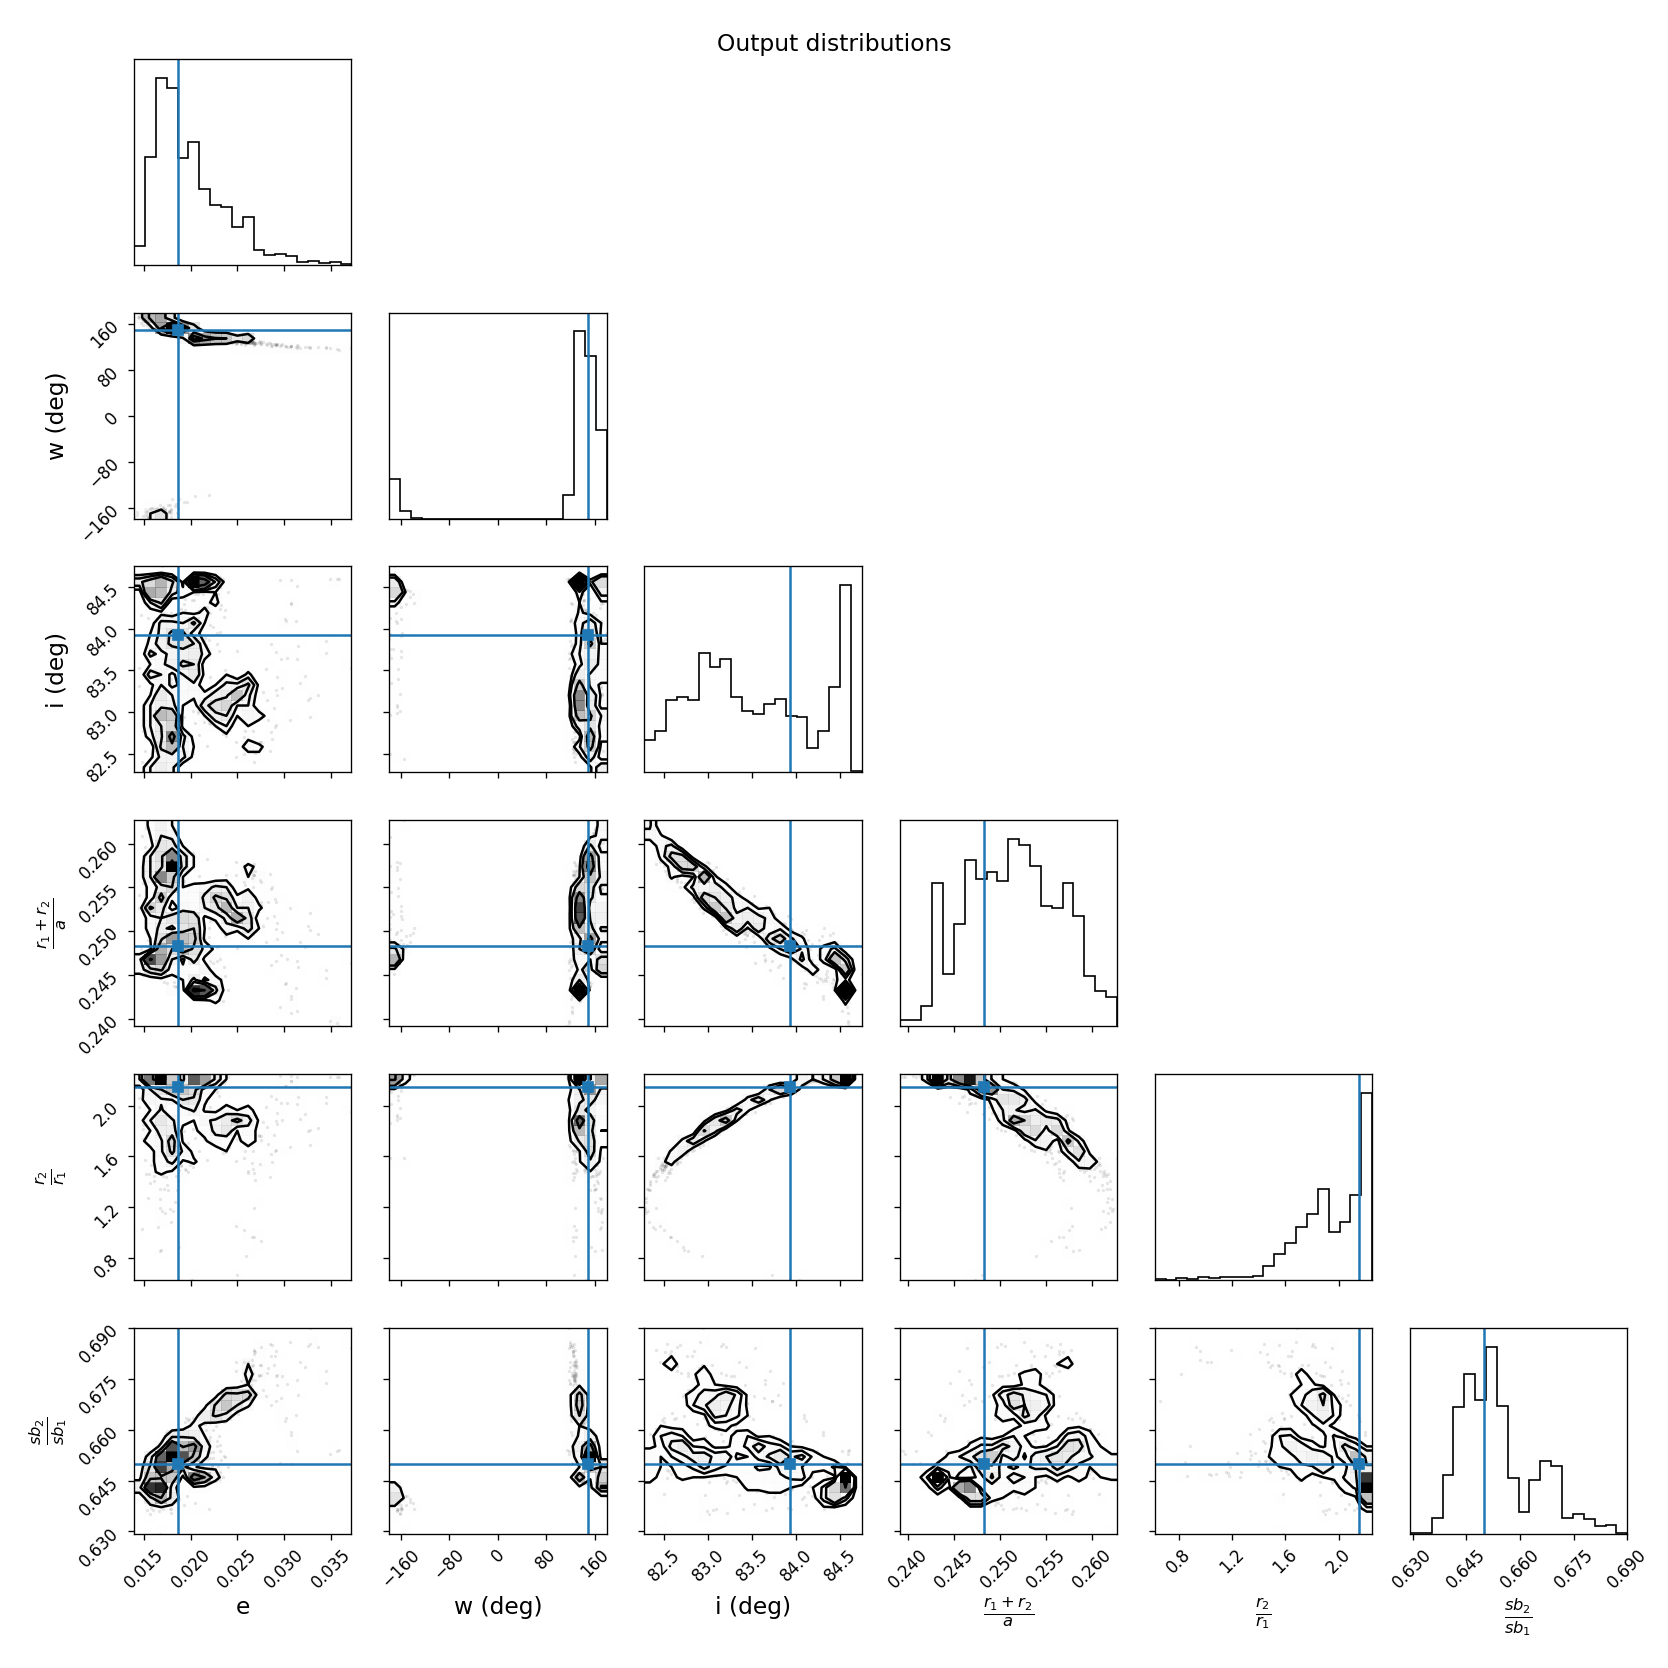 Output distributions
w (deg)
160
80
0
−80
−160
i (deg)
84.5
84.0
83.5
83.0
82.5
r1 + r2
a
0.260
0.255
0.250
0.245
0.240
r2
r1
2.0
1.6
1.2
0.8
sb2
sb1
0.690
0.675
0.660
0.645
0.630
0.015 0.020 0.025 0.030 0.035
−160 −80 0 80 160
82.5 83.0 83.5 84.0 84.5
0.240 0.245 0.250 0.255 0.260
0.8 1.2 1.6 2.0
0.630 0.645 0.660 0.675 0.690
e
w (deg)
i (deg)
r1 + r2
a
r2
r1
sb2
sb1